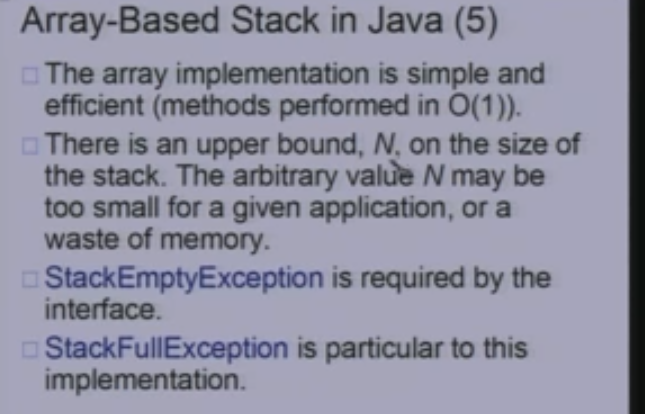 Array-Based Stack in Java (5)
The array implementation is simple and
efficient (methods performed in O(1)).
There is an upper bound, N, on the size of
the stack. The arbitrary value N may be
too small for a given application, or a
waste of memory.
StackEmptyException is required by the
interface.
StackFullException is particular to this
implementation.